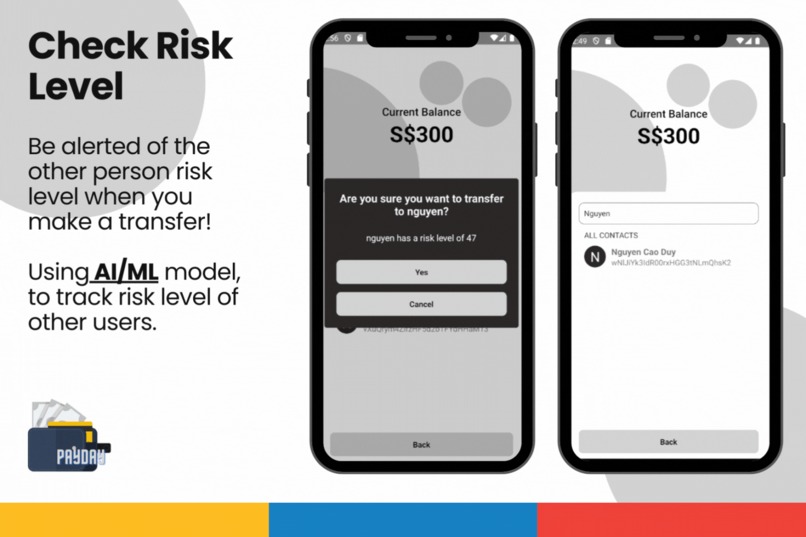 Check Risk
Level
Be alerted of the
other person risk
level when you
make a transfer!
Using AI/ML model,
to track risk level of
other users.
PAYDAY
:56
Current Balance
S$300
Are you sure you want to transfer
to nguyen?
nguyen has a risk level of 47
Yes
Cancel
Back
:49
Current Balance
S$300
Nguyen
ALL CONTACTS
N
Nguyen Cao Duy
Back